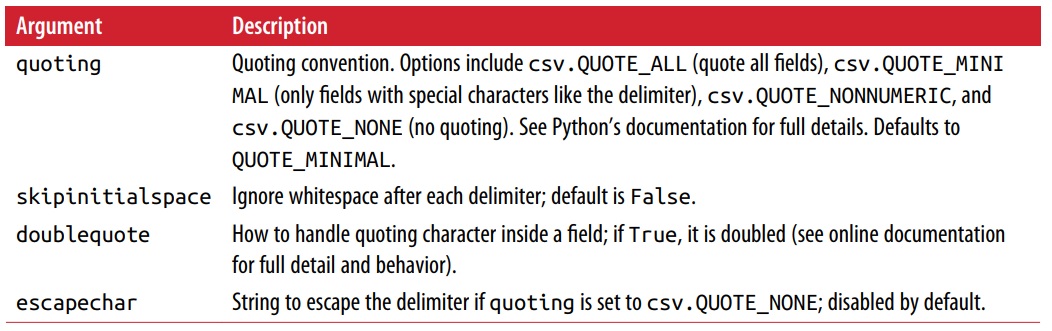 Argument Description
quoting Quoting convention. Options include csv.QUOTE_ALL (quote all fields), csv.QUOTE_MINI
MAL (only fields with special characters like the delimiter), csv.QUOTE_NONNUMERIC, and
csv.QUOTE_NONE (no quoting). See Python’s documentation for full details. Defaults to
QUOTE_MINIMAL.
skipinitialspace Ignore whitespace after each delimiter; default is False.
doublequote How to handle quoting character inside a field; if True, it is doubled (see online documentation
for full detail and behavior).
escapechar String to escape the delimiter if quoting is set to csv.QUOTE_NONE; disabled by default.